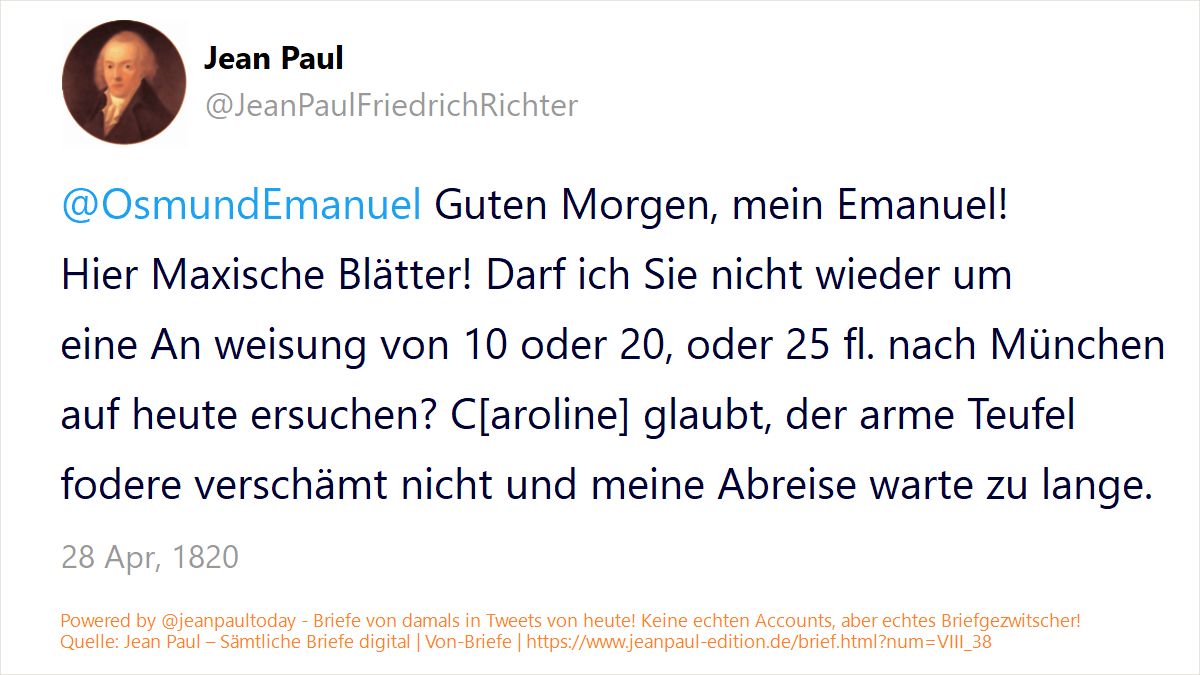 Jean Paul
@JeanPaulFriedrichRichter
@OsmundEmanuel Guten Morgen, mein Emanuel!
Hier Maxische Blätter! Darf ich Sie nicht wieder um
eine An weisung von 10 oder 20, oder 25 fl. nach München
auf heute ersuchen? C[aroline] glaubt, der arme Teufel
fodere verschämt nicht und meine Abreise warte zu lange.
28 Apr, 1820
Powered by @jeanpaultoday - Briefe von damals in Tweets von heute! Keine echten Accounts, aber echtes Briefgezwitscher!
Quelle: Jean Paul – Sämtliche Briefe digital | Von-Briefe | https://www.jeanpaul-edition.de/brief.html?num=VIII_38